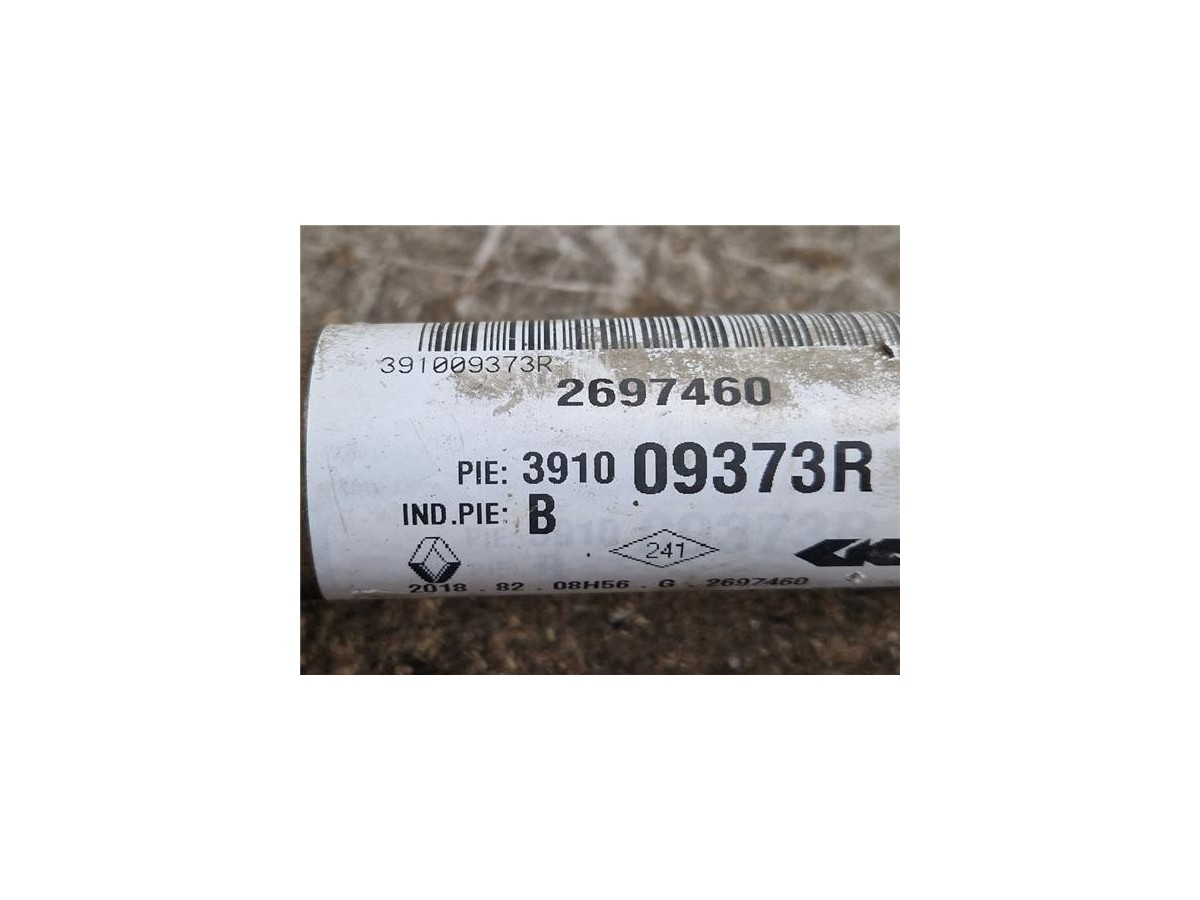 391009373R
2697460
PIE: 3910 09373R
IND.PIE: B
241
2018 . 82 . 08H56 . G . 2697460